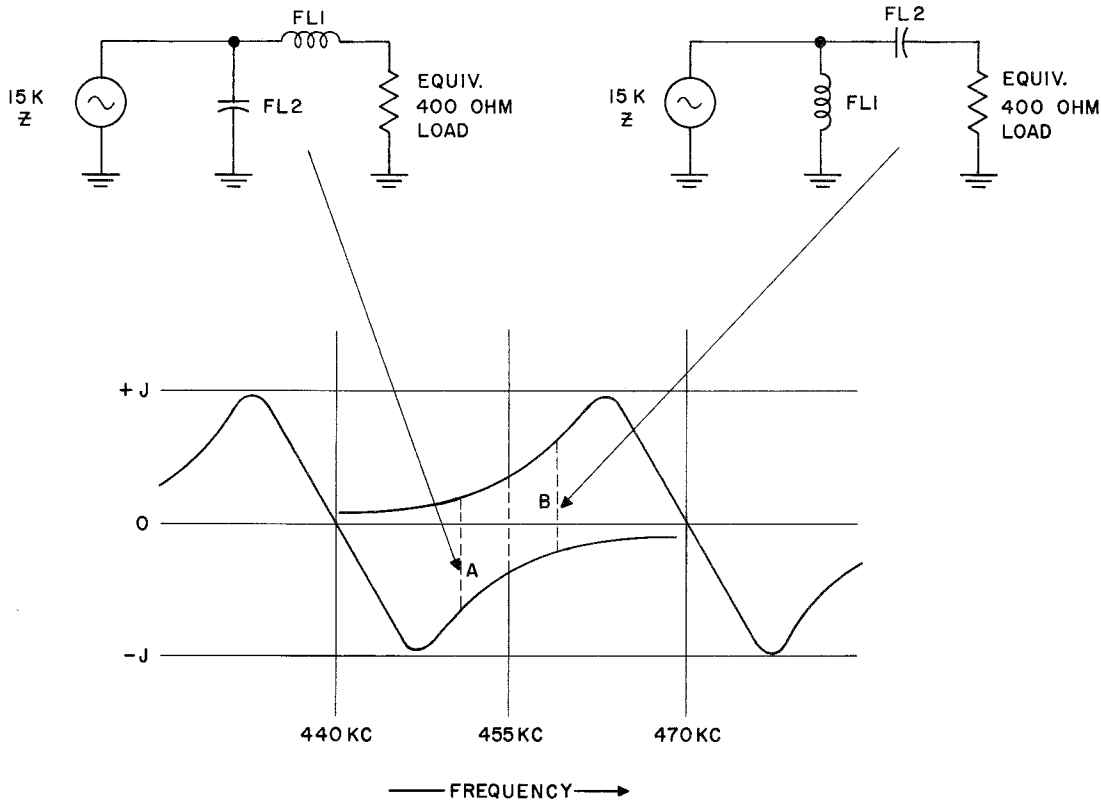 FL1
15 K
Z
FL2
EQUIV.
400 OHM
LOAD
FL2
15 K
Z
FL1
EQUIV.
400 OHM
LOAD
+J
O
-J
A
B
440 KC
455 KC
470 KC
FREQUENCY